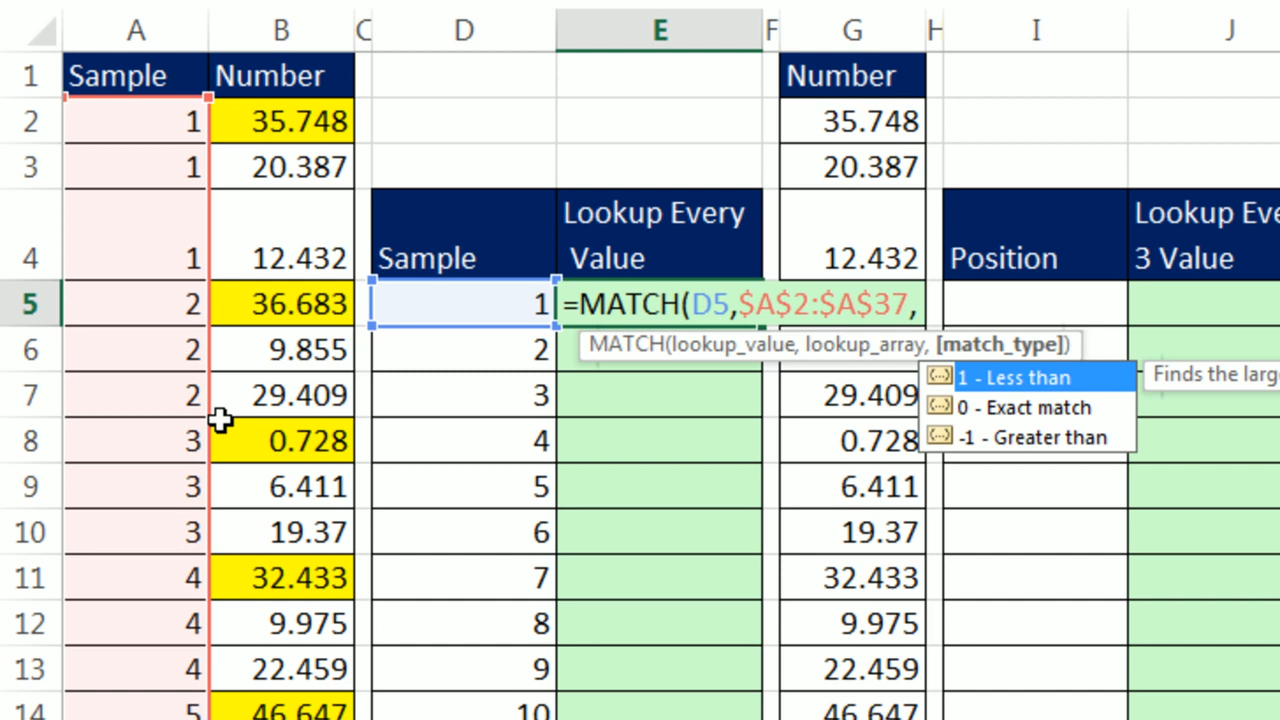 A B C D E F G H I J
1 Sample Number Number
2 1 35.748 35.748
3 1 20.387 20.387
Lookup Every Lookup Eve
4 1 12.432 Sample Value 12.432 Position 3 Value
5 2 36.683 1 =MATCH(D5,$A$2:$A$37,
6 2 9.855 2 MATCH(lookup_value, lookup_array, [match_type])
1 - Less than Finds the large
7 2 29.409 3 29.409 0 - Exact match
8 3 0.728 4 0.728 -1 - Greater than
9 3 6.411 5 6.411
10 3 19.37 6 19.37
11 4 32.433 7 32.433
12 4 9.975 8 9.975
13 4 22.459 9 22.459
14 5 46.647 10 46.647